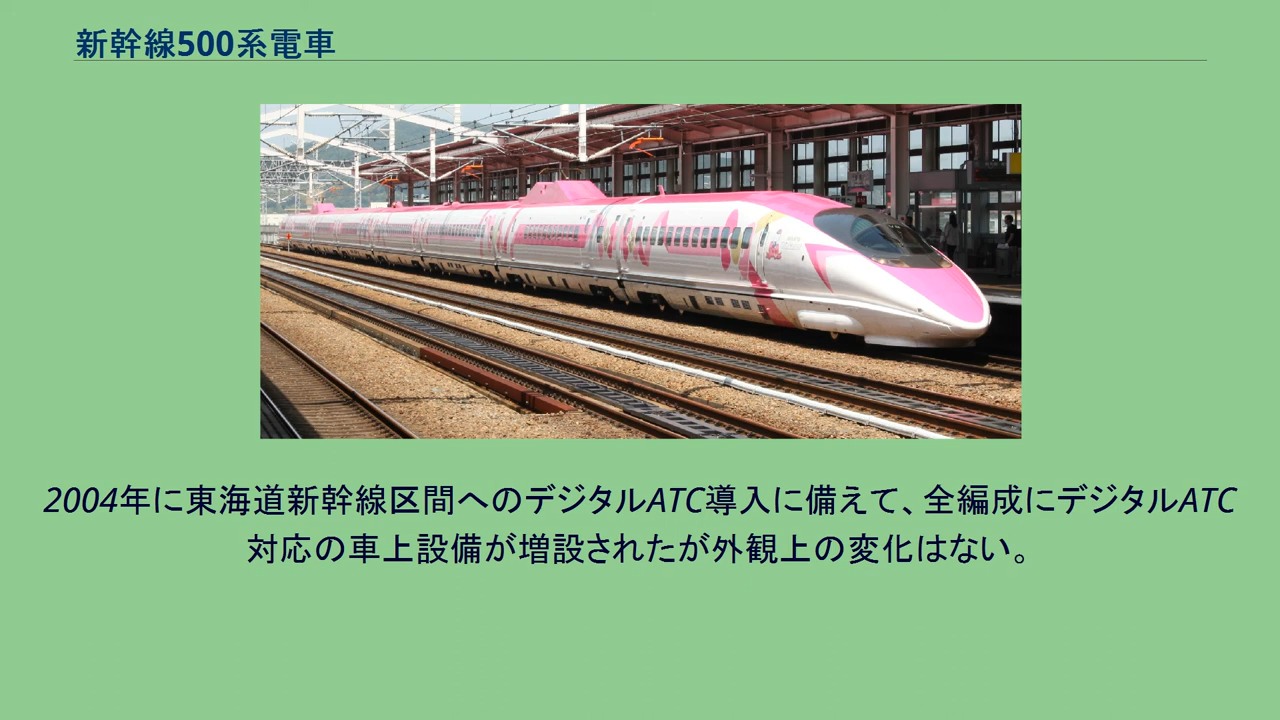 新幹線500系電車
2004年に東海道新幹線区間へのデジタルATC導入に備えて、全編成にデジタルATC
対応の車上設備が増設されたが外観上の変化はない。